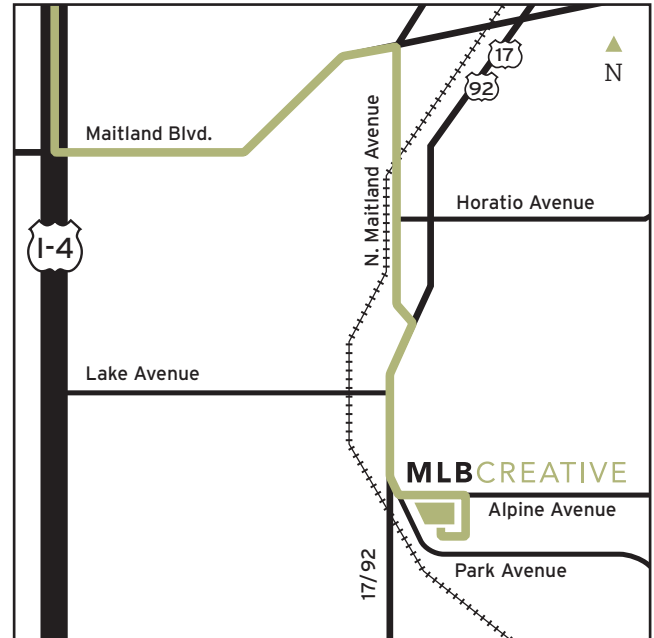 17
92
N
Maitland Blvd.
N. Maitland Avenue
Horatio Avenue
I-4
Lake Avenue
MLBCREATIVE
Alpine Avenue
17/92
Park Avenue